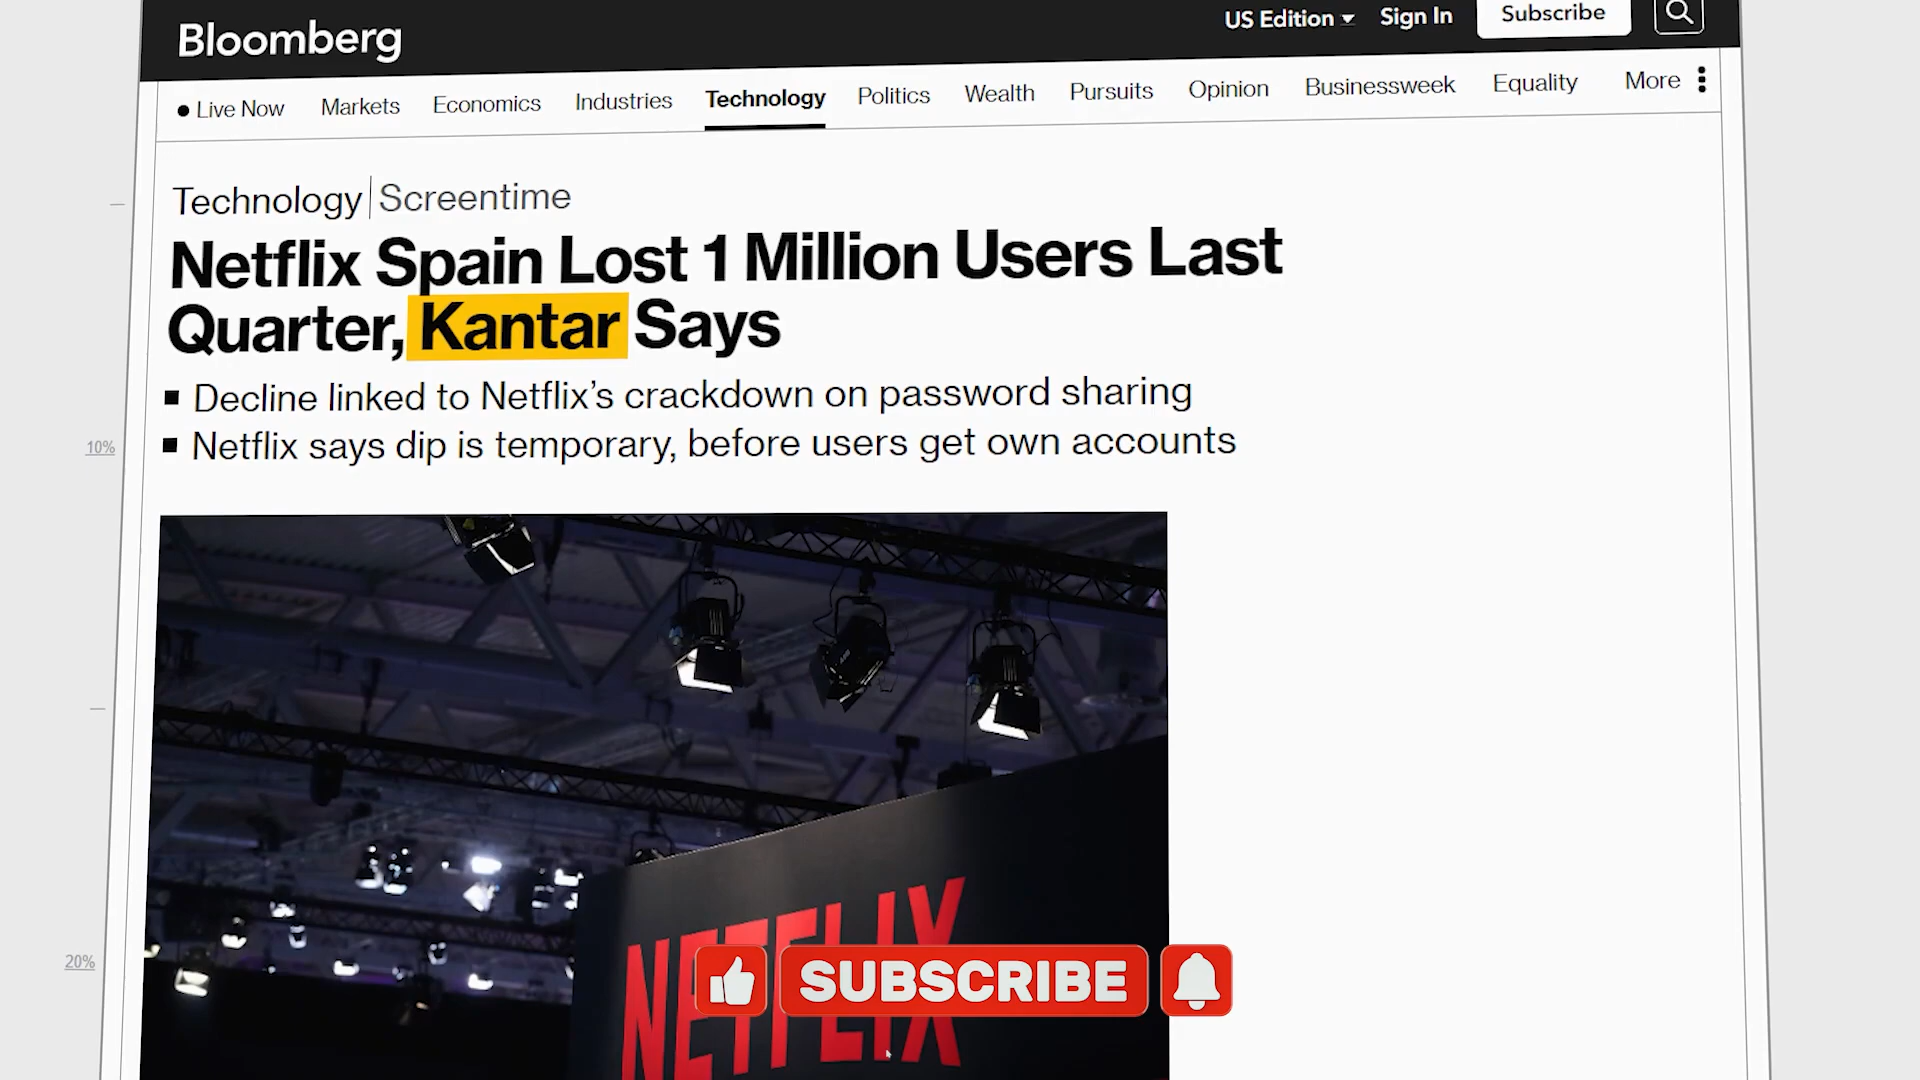 Bloomberg
US Edition Sign In Subscribe
Live Now Markets Economics Industries Technology Politics Wealth Pursuits Opinion Businessweek Equality More
Technology Screentime
Netflix Spain Lost 1 Million Users Last
Quarter, Kantar Says
Decline linked to Netflix’s crackdown on password sharing
Netflix says dip is temporary, before users get own accounts
10%
20%
NETFLIX
SUBSCRIBE